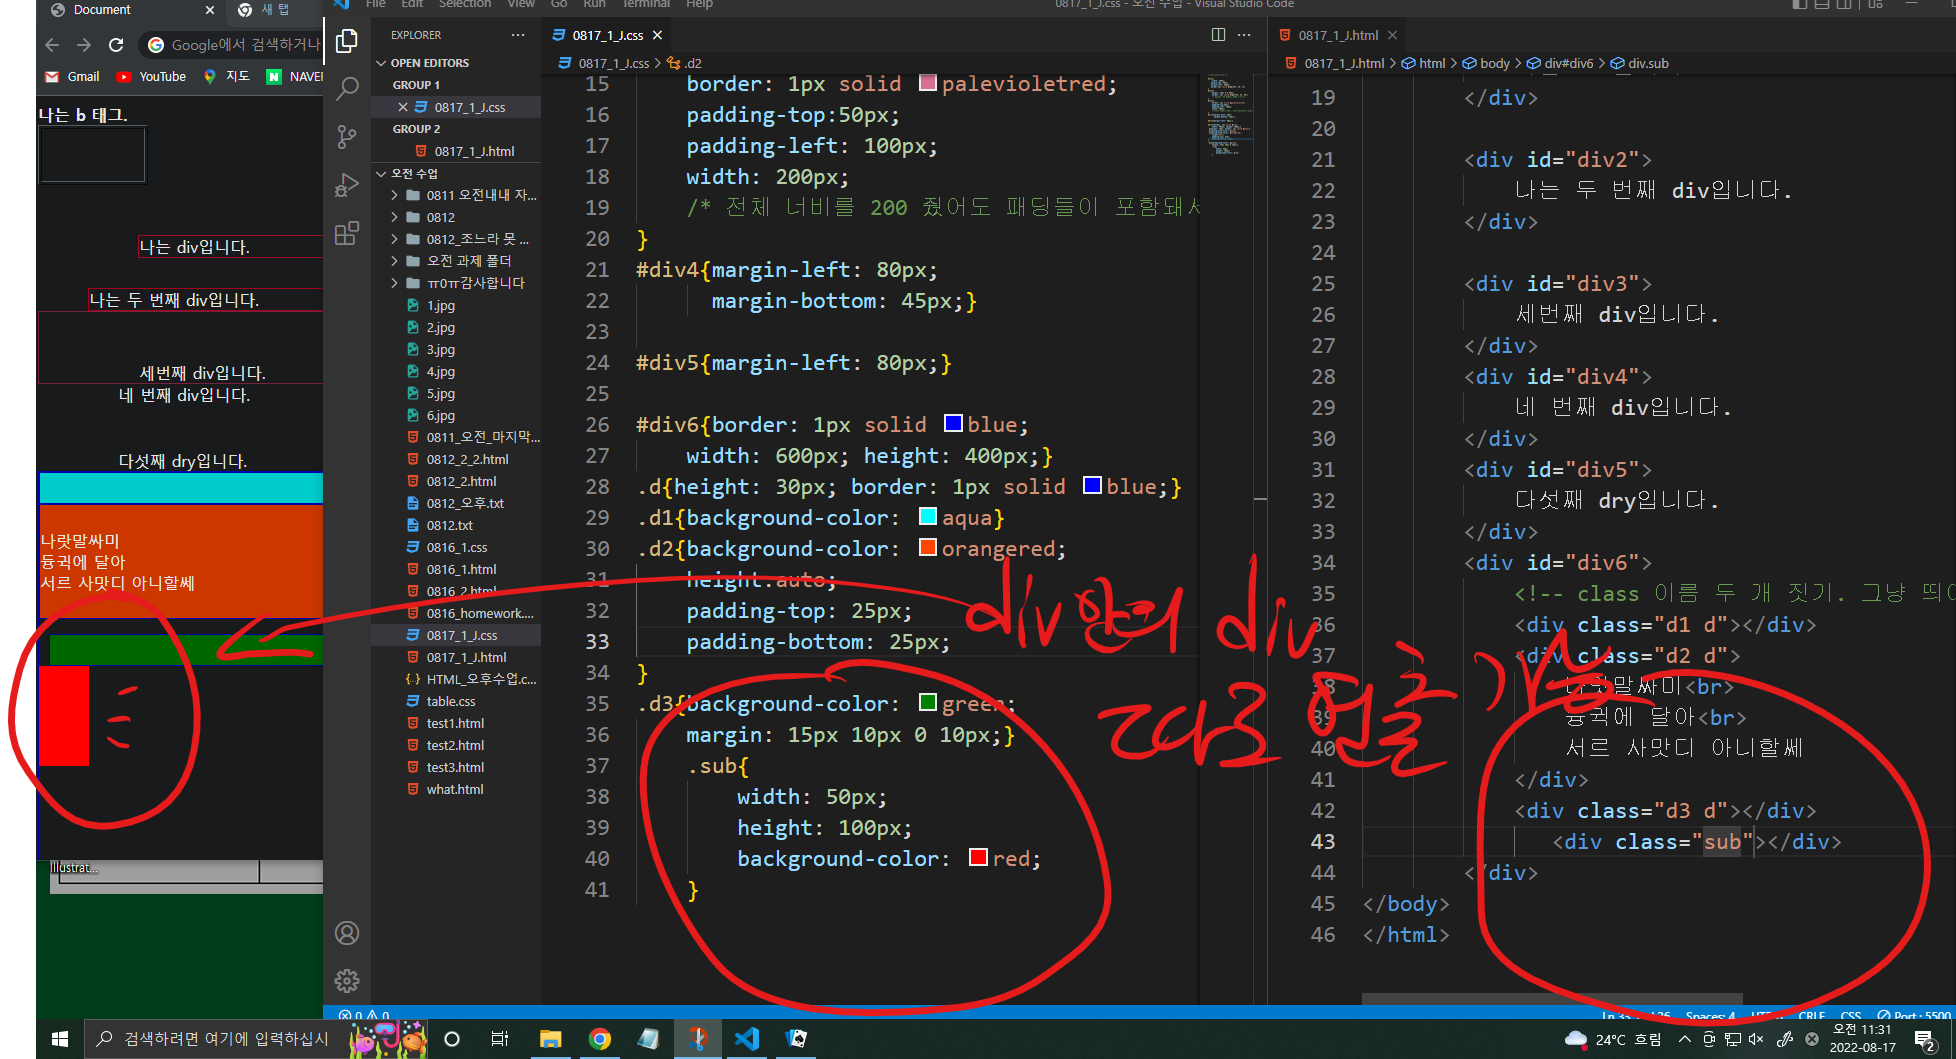 Document
새 탭
File Edit Selection View Go Run Terminal Help
0817_1_J.css - 오전 수업 - Visual Studio Code
Google에서 검색하거나
Gmail YouTube 지도
나는 b 태그.
나는 div입니다.
나는 두 번째 div입니다.
세번째 div입니다.
네 번째 div입니다.
다섯째 dry입니다.
나랏말싸미
듕귁에 달아
서르 사맛디 아니할쎄
EXPLORER
OPEN EDITORS
GROUP 1
0817_1_J.css
GROUP 2
0817_1_J.html
오전 수업
0811 오전내내 자...
0812
0812_조느라 못 ...
오전 과제 폴더
ㅠ0ㅠ감사합니다
1.jpg
2.jpg
3.jpg
4.jpg
5.jpg
6.jpg
0811_오전_마지막...
0812_2_2.html
0812_2.html
0812_오후.txt
0812.txt
0816_1.css
0816_1.html
0816_2.html
0816_homework....
0817_1_J.css
0817_1_J.html
HTML_오후수업.c...
table.css
test1.html
test2.html
test3.html
what.html
0817_1_J.css
0817_1_J.css > .d2
15 border: 1px solid palevioletred;
16 padding-top:50px;
17 padding-left: 100px;
18 width: 200px;
19 /* 전체 너비를 200 줬어도 패딩들이 포함돼
20 }
21 #div4{margin-left: 80px;
22 margin-bottom: 45px;}
23
24 #div5{margin-left: 80px;}
25
26 #div6{border: 1px solid blue;
27 width: 600px; height: 400px;}
28 .d{height: 30px; border: 1px solid blue;}
29 .d1{background-color: aqua}
30 .d2{background-color: orangered;
31 height:auto;
32 padding-top: 25px;
33 padding-bottom: 25px;
34 }
35 .d3{background-color: green;
36 margin: 15px 10px 0 10px;}
37 .sub{
38 width: 50px;
39 height: 100px;
40 background-color: red;
41 }
div 안의 div
따로 연출 가능
0817_1_J.html
0817_1_J.html > html > body > div#div6 > div.sub
19 </div>
20
21 <div id="div2">
22 나는 두 번째 div입니다.
23 </div>
24
25 <div id="div3">
26 세번째 div입니다.
27 </div>
28 <div id="div4">
29 네 번째 div입니다.
30 </div>
31 <div id="div5">
32 다섯째 dry입니다.
33 </div>
34 <div id="div6">
35 <!-- class 이름 두 개 짓기. 그냥
36 <div class="d1 d"></div>
37 <div class="d2 d">
38 나랏말싸미<br>
39 듕귁에 달아<br>
40 서르 사맛디 아니할쎄
41 </div>
42 <div class="d3 d"></div>
43 <div class="sub"></div>
44 </div>
45 </body>
46 </html>
Illustrat...
검색하려면 여기에 입력하십시
24°C 흐림
오전 11:31
2022-08-17
2